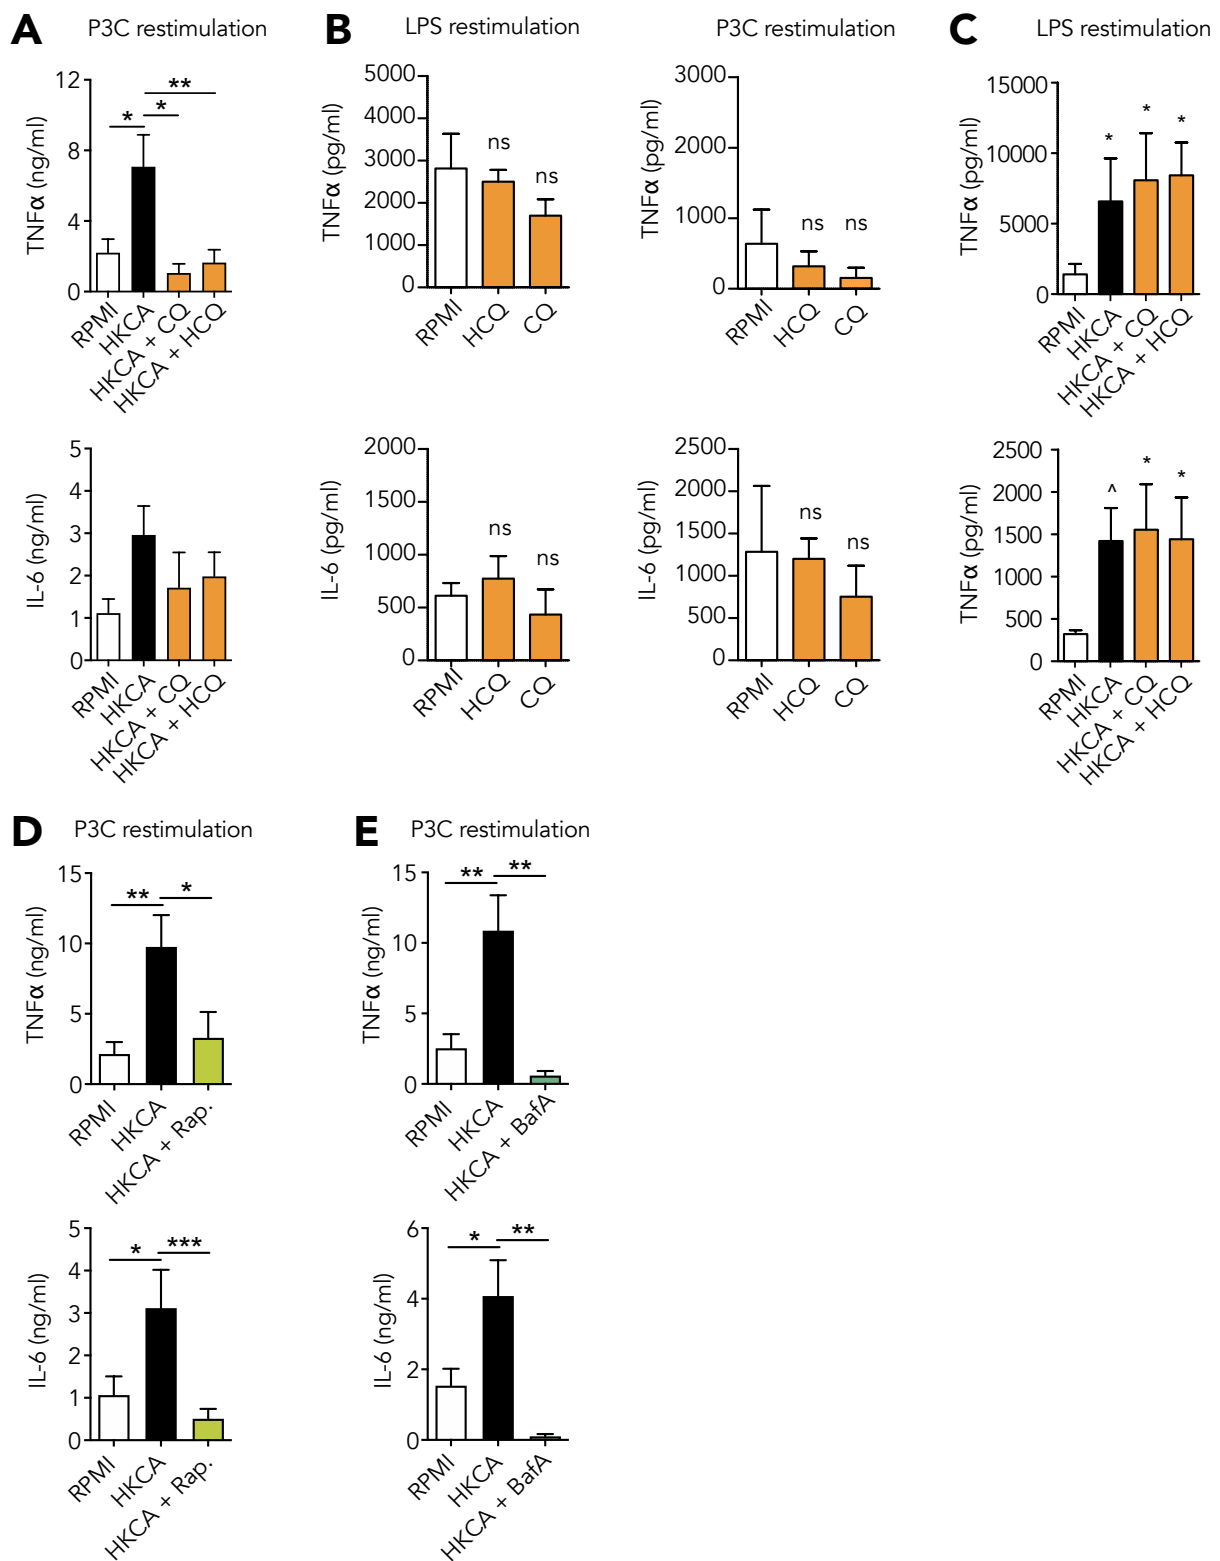 A P3C restimulation
TNFα (ng/ml)
12
8
4
0
** 
* *
RPMI
HKCA
HKCA + CQ
HKCA + HCQ
IL-6 (ng/ml)
5
4
3
2
1
0
RPMI
HKCA
HKCA + CQ
HKCA + HCQ
B LPS restimulation
TNFα (pg/ml)
5000
4000
3000
2000
1000
0
ns
ns
RPMI
HCQ
CQ
IL-6 (pg/ml)
2000
1500
1000
500
0
ns
ns
RPMI
HCQ
CQ
P3C restimulation
TNFα (pg/ml)
3000
2000
1000
0
ns ns
RPMI
HCQ
CQ
IL-6 (pg/ml)
2500
2000
1500
1000
500
0
ns
ns
RPMI
HCQ
CQ
C LPS restimulation
TNFα (pg/ml)
15000
10000
5000
0
* * *
RPMI
HKCA
HKCA + CQ
HKCA + HCQ
TNFα (pg/ml)
2500
2000
1500
1000
500
0
^ * *
RPMI
HKCA
HKCA + CQ
HKCA + HCQ
D P3C restimulation
TNFα (ng/ml)
15
10
5
0
** *
RPMI
HKCA
HKCA + Rap.
IL-6 (ng/ml)
5
4
3
2
1
0
* ***
RPMI
HKCA
HKCA + Rap.
E P3C restimulation
TNFα (ng/ml)
15
10
5
0
** **
RPMI
HKCA
HKCA + BafA
IL-6 (ng/ml)
6
4
2
0
* **
RPMI
HKCA
HKCA + BafA